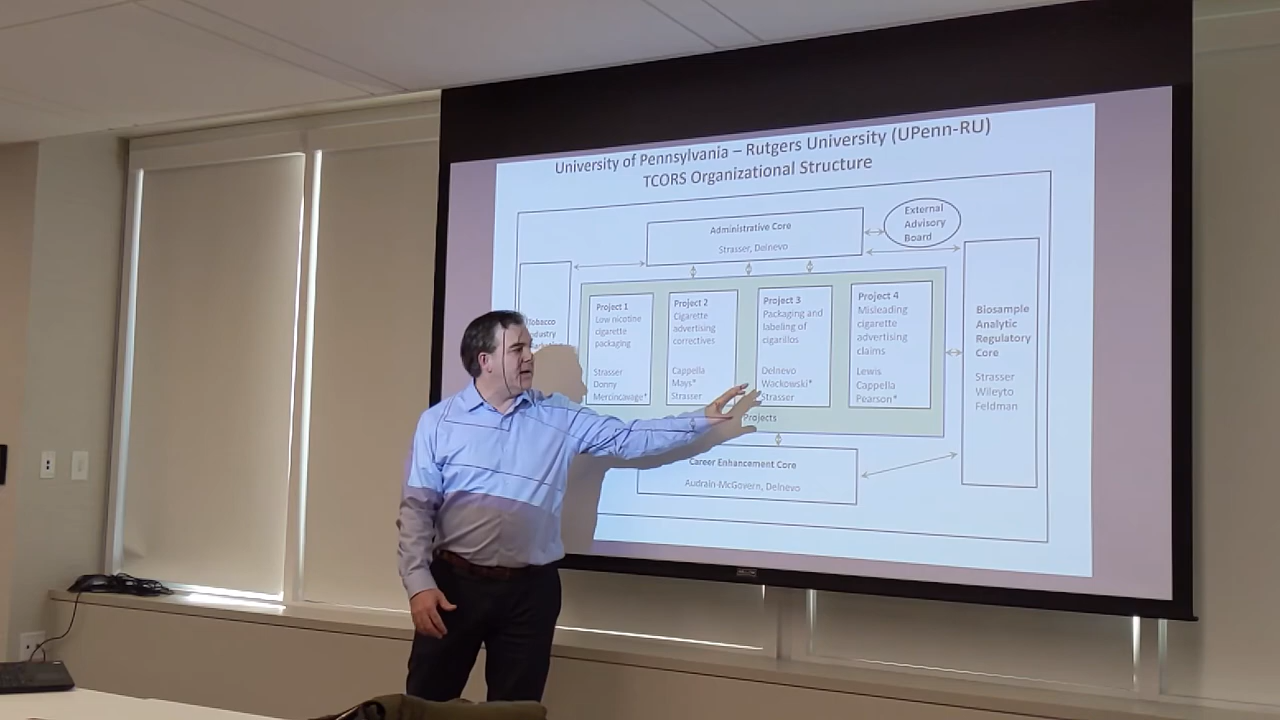 University of Pennsylvania – Rutgers University (UPenn-RU)
TCORS Organizational Structure
External
Advisory
Board
Administrative Core
Strasser, Delnevo
Tobacco
Industry
Project 1
Low nicotine
cigarette
packaging
Strasser
Donny
Mercincavage*
Project 2
Cigarette
advertising
correctives
Cappella
Mays*
Strasser
Project 3
Packaging and
labeling of
cigarillos
Delnevo
Wackowski*
Strasser
Project 4
Misleading
cigarette
advertising
claims
Lewis
Cappella
Pearson*
Projects
Biosample
Analytic
Regulatory
Core
Strasser
Wileyto
Feldman
Career Enhancement Core
Audrain-McGovern, Delnevo